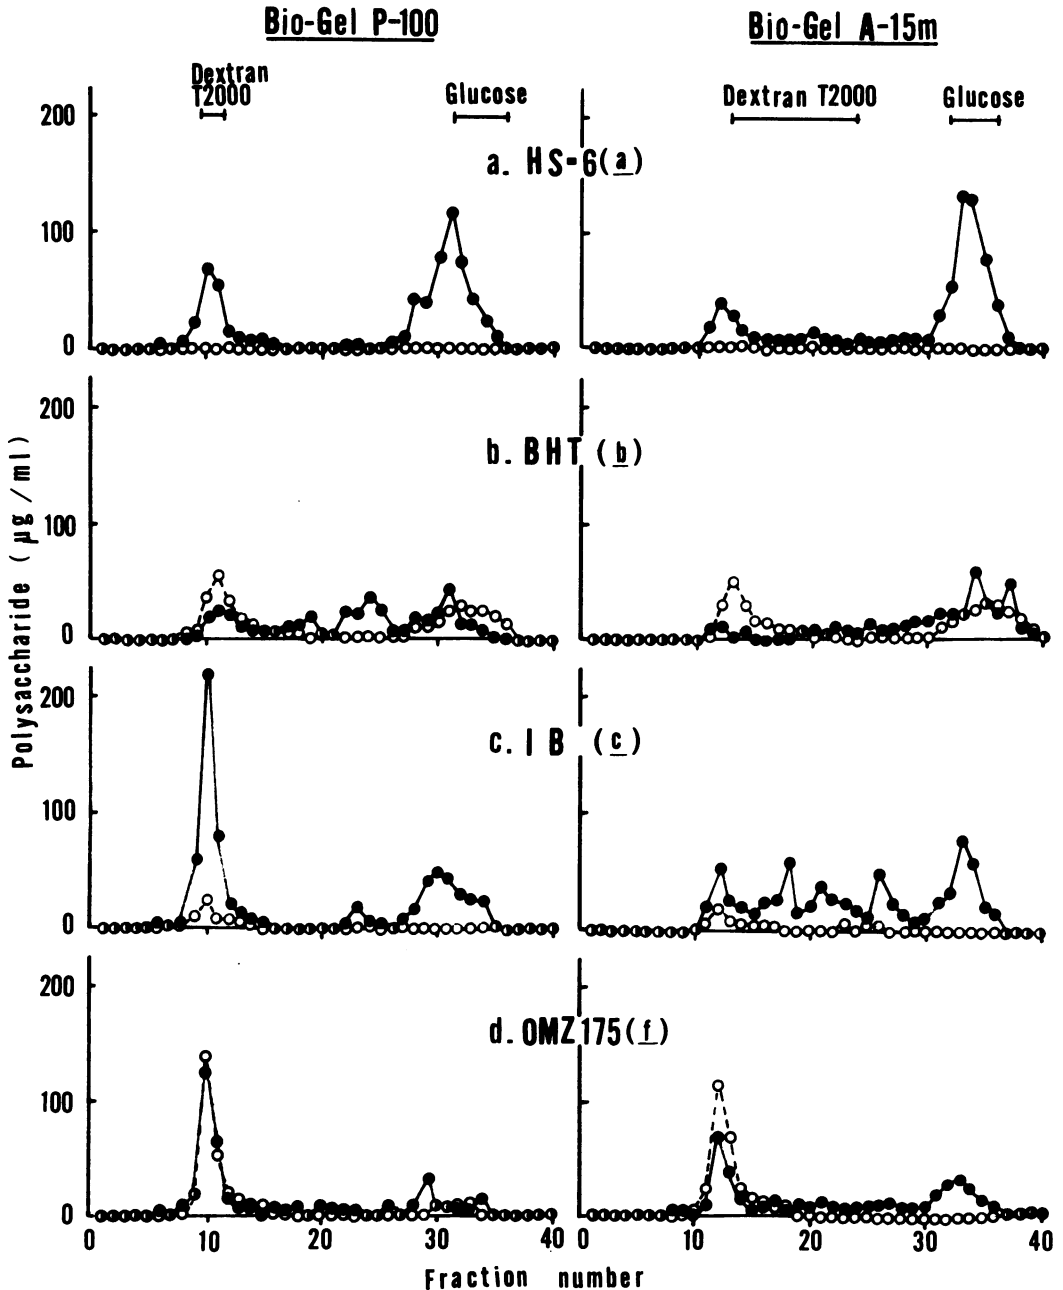 Bio-Gel P-100 Bio-Gel A-15m
Dextran
T2000 Glucose Dextran T2000 Glucose
200
a. HS-6(a)
100
0
200
b. BHT (b)
100
0
200
c. IB (c)
100
0
200
d. OMZ175(f)
100
0
0 10 20 30 40 0 10 20 30 40
Fraction number
Polysaccharide (µg/ml)